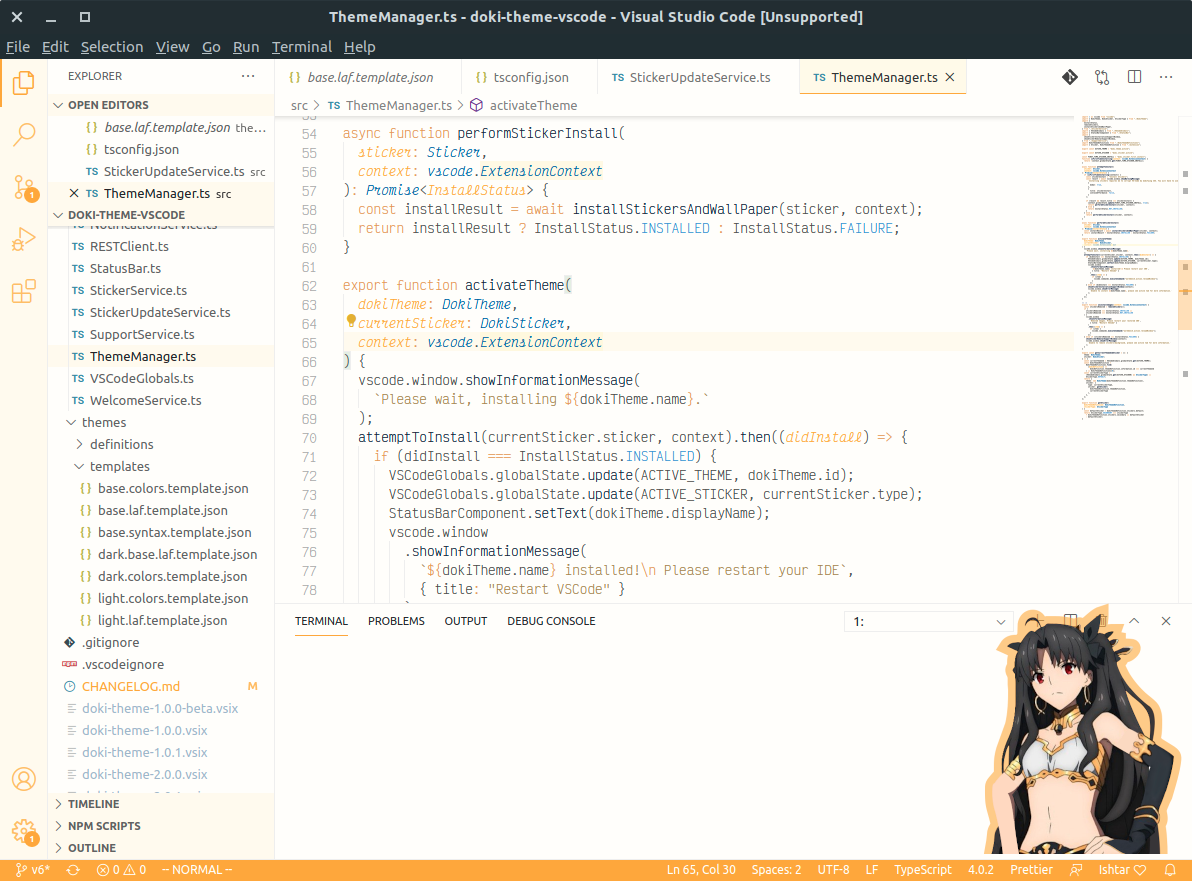 ThemeManager.ts - doki-theme-vscode - Visual Studio Code [Unsupported]
File Edit Selection View Go Run Terminal Help
EXPLORER ···
OPEN EDITORS
{ } base.laf.template.json the...
{ } tsconfig.json
TS StickerUpdateService.ts src
TS ThemeManager.ts src
DOKI-THEME-VSCODE
TS NotificationService.ts
TS RESTClient.ts
TS StatusBar.ts
TS StickerService.ts
TS StickerUpdateService.ts
TS SupportService.ts
TS ThemeManager.ts
TS VSCodeGlobals.ts
TS WelcomeService.ts
themes
definitions
templates
{ } base.colors.template.json
{ } base.laf.template.json
{ } base.syntax.template.json
{ } dark.base.laf.template.json
{ } dark.colors.template.json
{ } light.colors.template.json
{ } light.laf.template.json
.gitignore
.vscodeignore
CHANGELOG.md M
doki-theme-1.0.0-beta.vsix
doki-theme-1.0.0.vsix
doki-theme-1.0.1.vsix
doki-theme-2.0.0.vsix
TIMELINE
NPM SCRIPTS
OUTLINE
1
1
{ } base.laf.template.json { } tsconfig.json TS StickerUpdateService.ts TS ThemeManager.ts
src > TS ThemeManager.ts > activateTheme
53
54 async function performStickerInstall(
55 sticker: Sticker,
56 context: vscode.ExtensionContext
57 ): Promise<InstallStatus> {
58 const installResult = await installStickersAndWallPaper(sticker, context);
59 return installResult ? InstallStatus.INSTALLED : InstallStatus.FAILURE;
60 }
61
62 export function activateTheme(
63 dokiTheme: DokiTheme,
64 currentSticker: DokiSticker,
65 context: vscode.ExtensionContext
66 ) {
67 vscode.window.showInformationMessage(
68 `Please wait, installing ${dokiTheme.name}.`
69 );
70 attemptToInstall(currentSticker.sticker, context).then((didInstall) => {
71 if (didInstall === InstallStatus.INSTALLED) {
72 VSCodeGlobals.globalState.update(ACTIVE_THEME, dokiTheme.id);
73 VSCodeGlobals.globalState.update(ACTIVE_STICKER, currentSticker.type);
74 StatusBarComponent.setText(dokiTheme.displayName);
75 vscode.window
76 .showInformationMessage(
77 `${dokiTheme.name} installed!\n Please restart your IDE`,
78 { title: "Restart VSCode" }
TERMINAL PROBLEMS OUTPUT DEBUG CONSOLE 1:
v6* 0 0 -- NORMAL -- Ln 65, Col 30 Spaces: 2 UTF-8 LF TypeScript 4.0.2 Prettier Ishtar